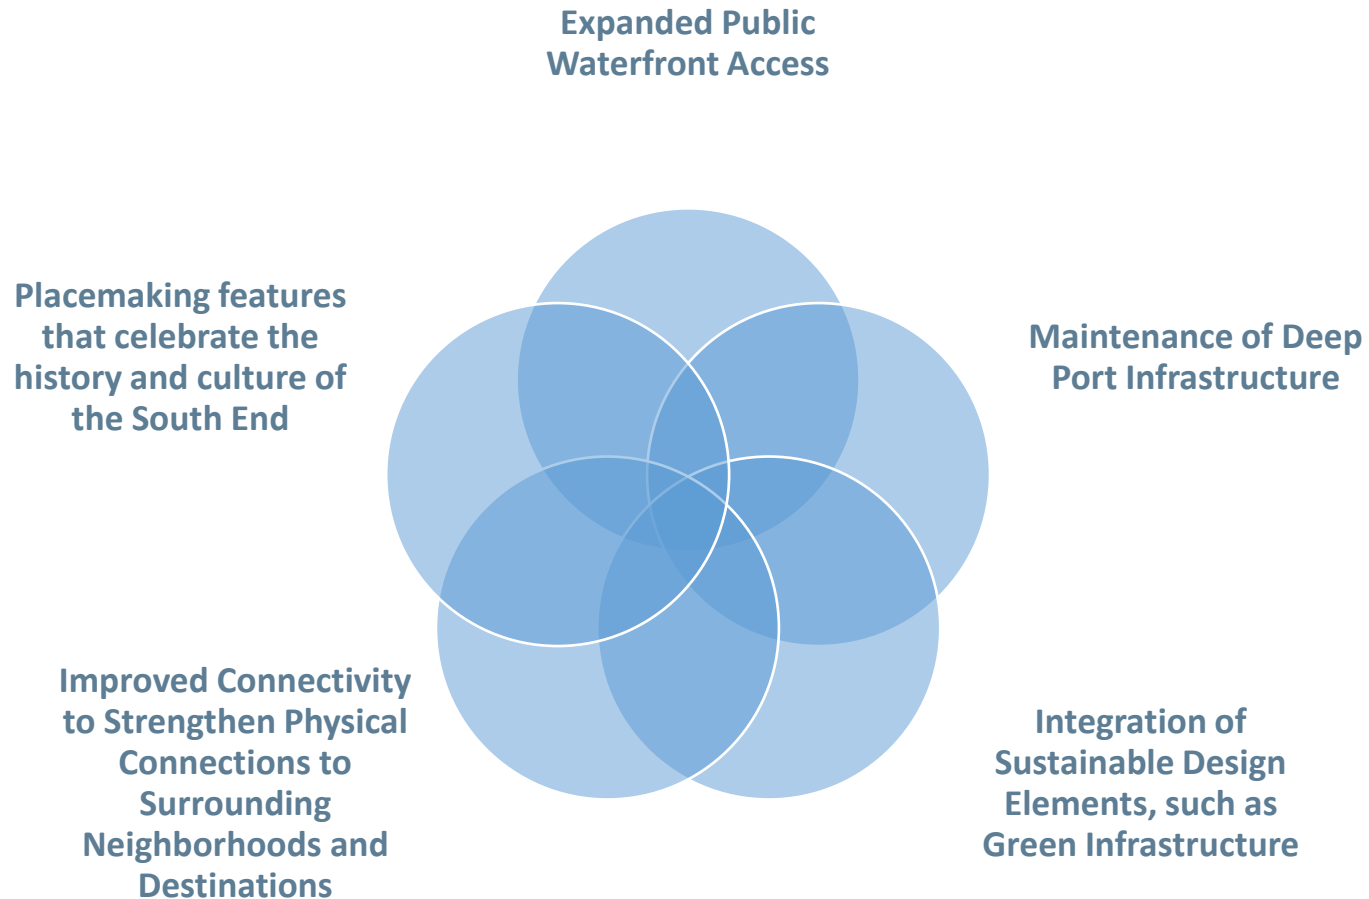 Expanded Public
Waterfront Access
Placemaking features
that celebrate the
history and culture of
the South End
Maintenance of Deep
Port Infrastructure
Improved Connectivity
to Strengthen Physical
Connections to
Surrounding
Neighborhoods and
Destinations
Integration of
Sustainable Design
Elements, such as
Green Infrastructure